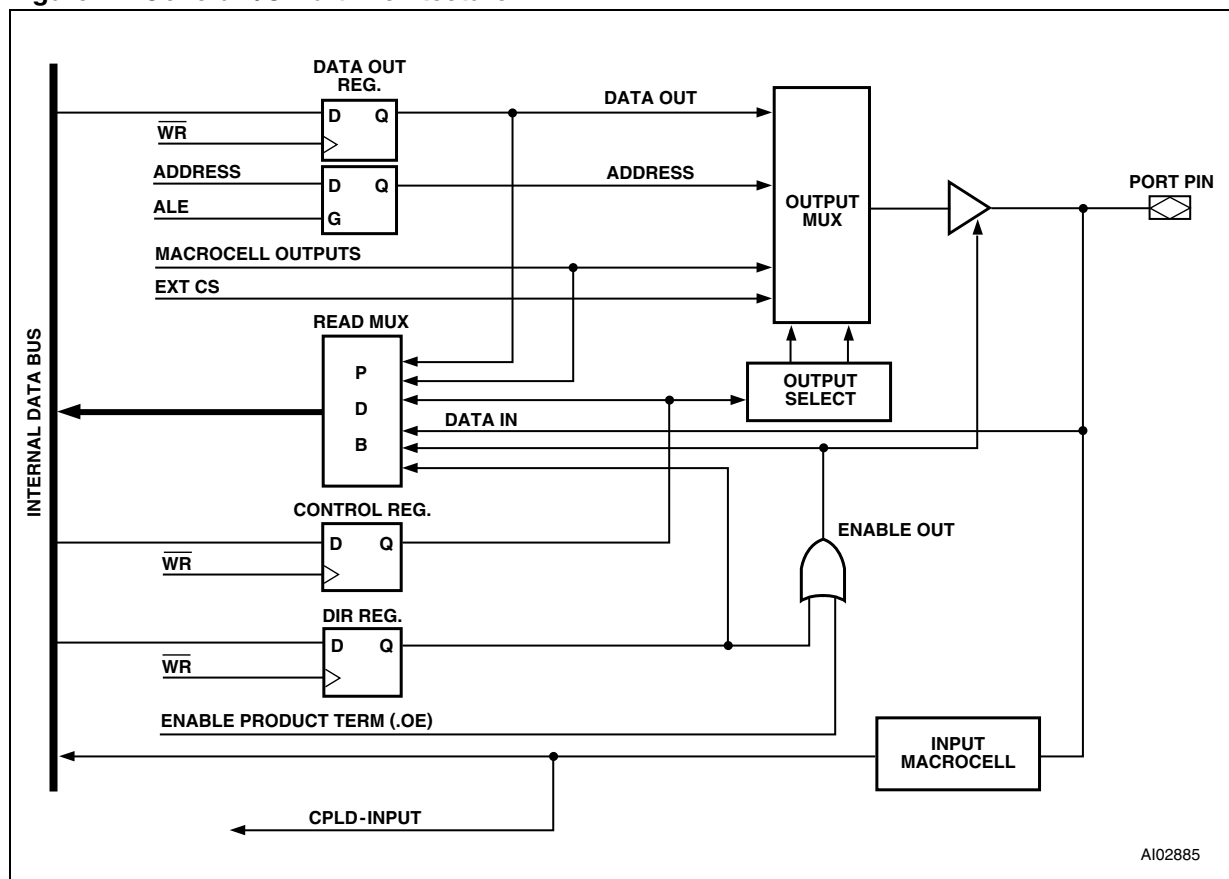 DATA OUT
REG.
D Q
WR
DATA OUT
ADDRESS
D Q
ADDRESS
ALE
G
OUTPUT
MUX
PORT PIN
MACROCELL OUTPUTS
EXT CS
READ MUX
P
D
B
OUTPUT
SELECT
DATA IN
INTERNAL DATA BUS
CONTROL REG.
D Q
WR
ENABLE OUT
DIR REG.
D Q
WR
ENABLE PRODUCT TERM (.OE)
INPUT
MACROCELL
CPLD-INPUT
AI02885